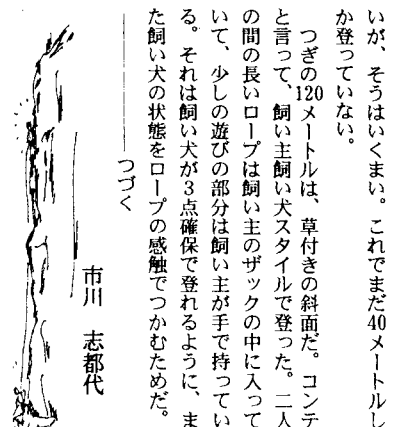 いが、そうはいくまい。これでまだ40メートルし
か登っていない。
つぎの120メートルは、草付きの斜面だ。コンテ
と言って、飼い主飼い犬スタイルで登った。二人
の間の長いロープは飼い主のザックの中に入って
いて、少しの遊びの部分は飼い主が手で持ってい
る。それは飼い犬が3点確保で登れるように、ま
た飼い犬の状態をロープの感触でつかむためだ。
つづく
市川 志都代